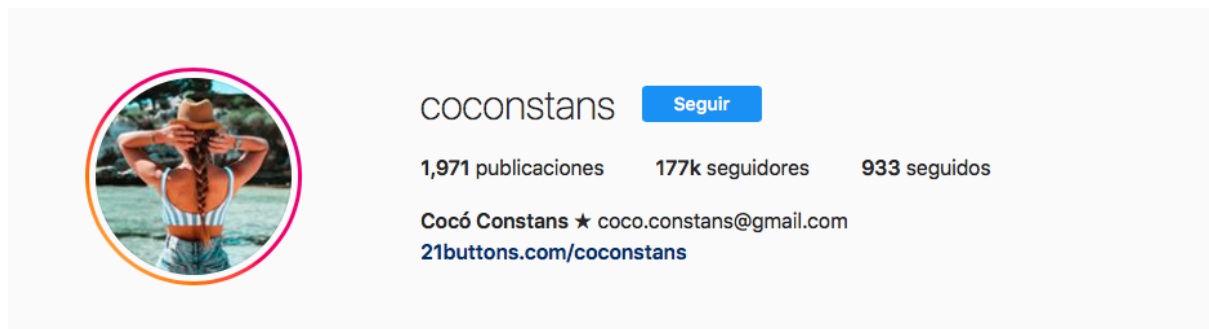 coconstans Seguir
1,971 publicaciones 177k seguidores 933 seguidos
Cocó Constans ★ coco.constans@gmail.com
21buttons.com/coconstans